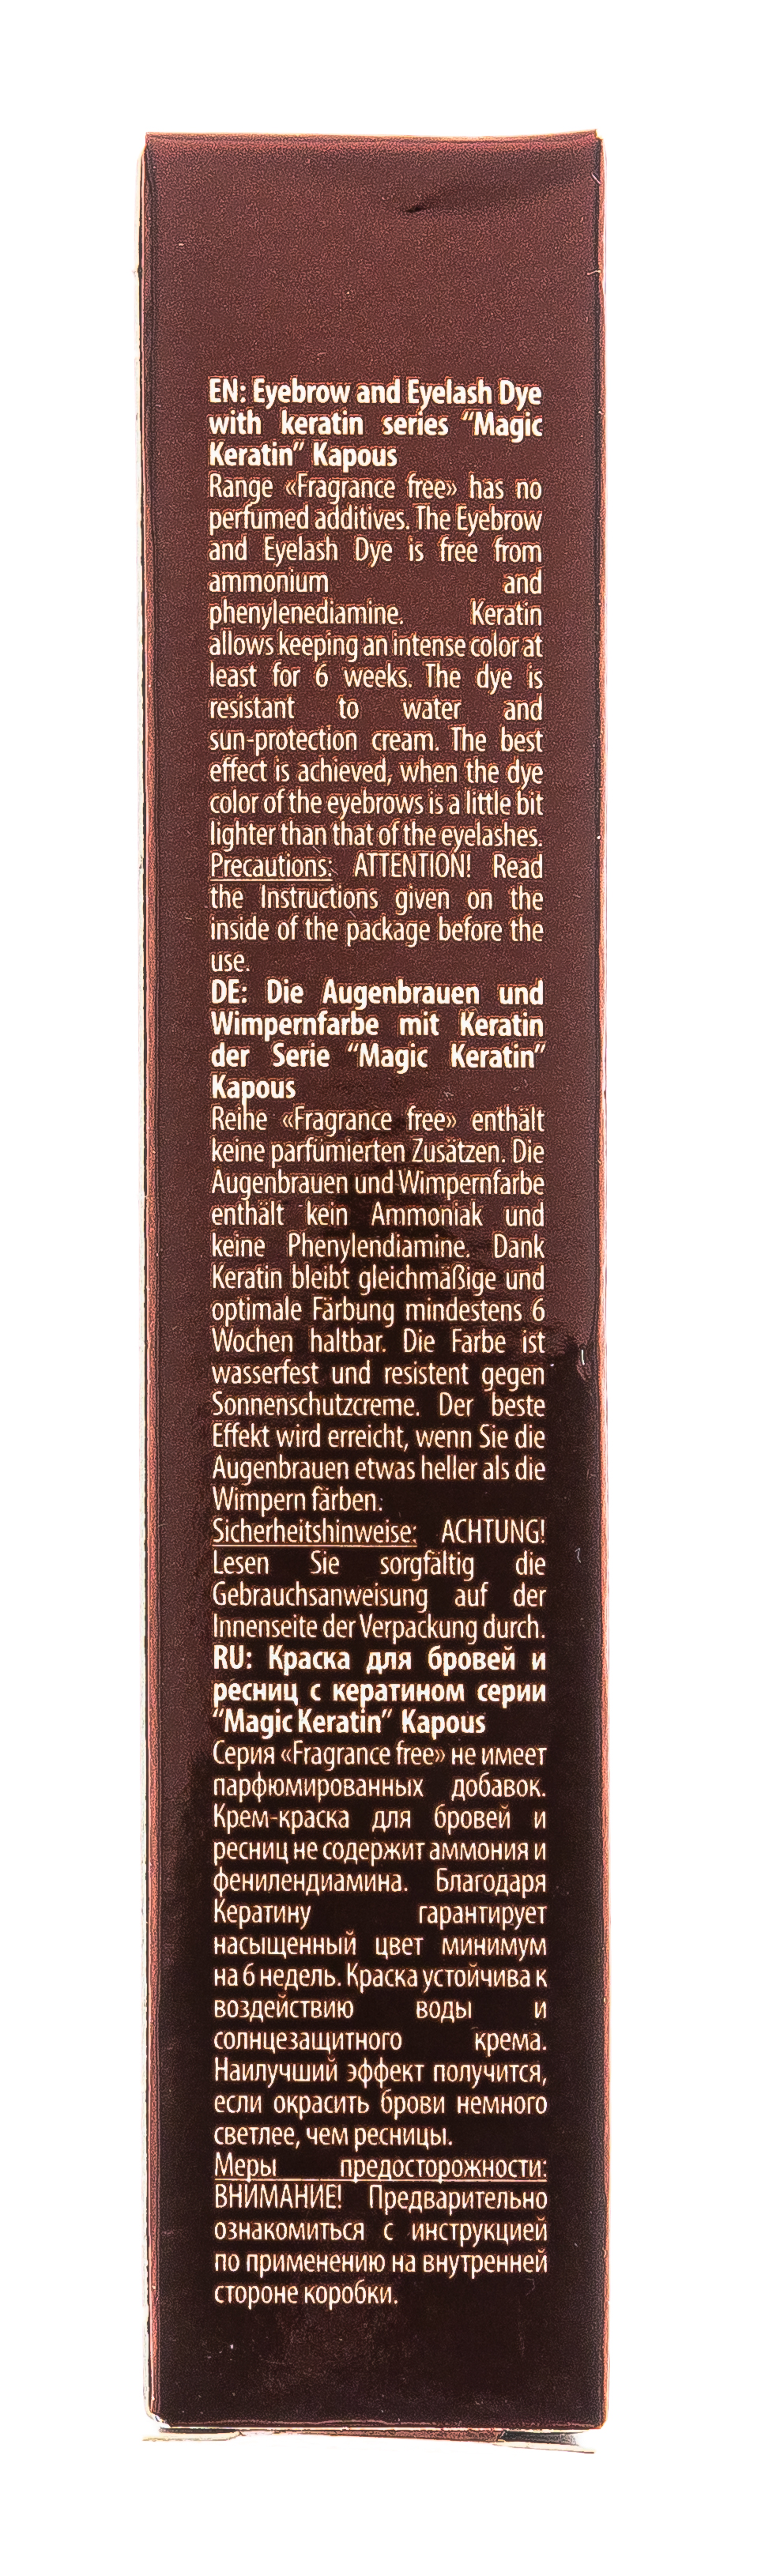 EN: Eyebrow and Eyelash Dye
with keratin series “Magic
Keratin” Kapous
Range «Fragrance free» has no
perfumed additives. The Eyebrow
and Eyelash Dye is free from
ammonium and
phenylenediamine. Keratin
allows keeping an intense color at
least for 6 weeks. The dye is
resistant to water and
sun-protection cream. The best
effect is achieved, when the dye
color of the eyebrows is a little bit
lighter than that of the eyelashes.
Precautions: ATTENTION! Read
the Instructions given on the
inside of the package before the
use.
DE: Die Augenbrauen und
Wimpernfarbe mit Keratin
der Serie “Magic Keratin”
Kapous
Reihe «Fragrance free» enthält
keine parfümierten Zusätzen. Die
Augenbrauen und Wimpernfarbe
enthält kein Ammoniak und
keine Phenylendiamine. Dank
Keratin bleibt gleichmäßige und
optimale Färbung mindestens 6
Wochen haltbar. Die Farbe ist
wasserfest und resistent gegen
Sonnenschutzcreme. Der beste
Effekt wird erreicht, wenn Sie die
Augenbrauen etwas heller als die
Wimpern färben.
Sicherheitshinweise: ACHTUNG!
Lesen Sie sorgfältig die
Gebrauchsanweisung auf der
Innenseite der Verpackung durch.
RU: Краска для бровей и
ресниц с кератином серии
“Magic Keratin” Kapous
Серия «Fragrance free» не имеет
парфюмированных добавок.
Крем-краска для бровей и
ресниц не содержит аммония и
фенилендиамина. Благодаря
Кератину гарантирует
насыщенный цвет минимум
на 6 недель. Краска устойчива к
воздействию воды и
солнцезащитного крема.
Наилучший эффект получится,
если окрасить брови немного
светлее, чем ресницы.
Меры предосторожности:
ВНИМАНИЕ! Предварительно
ознакомиться с инструкцией
по применению на внутренней
стороне коробки.